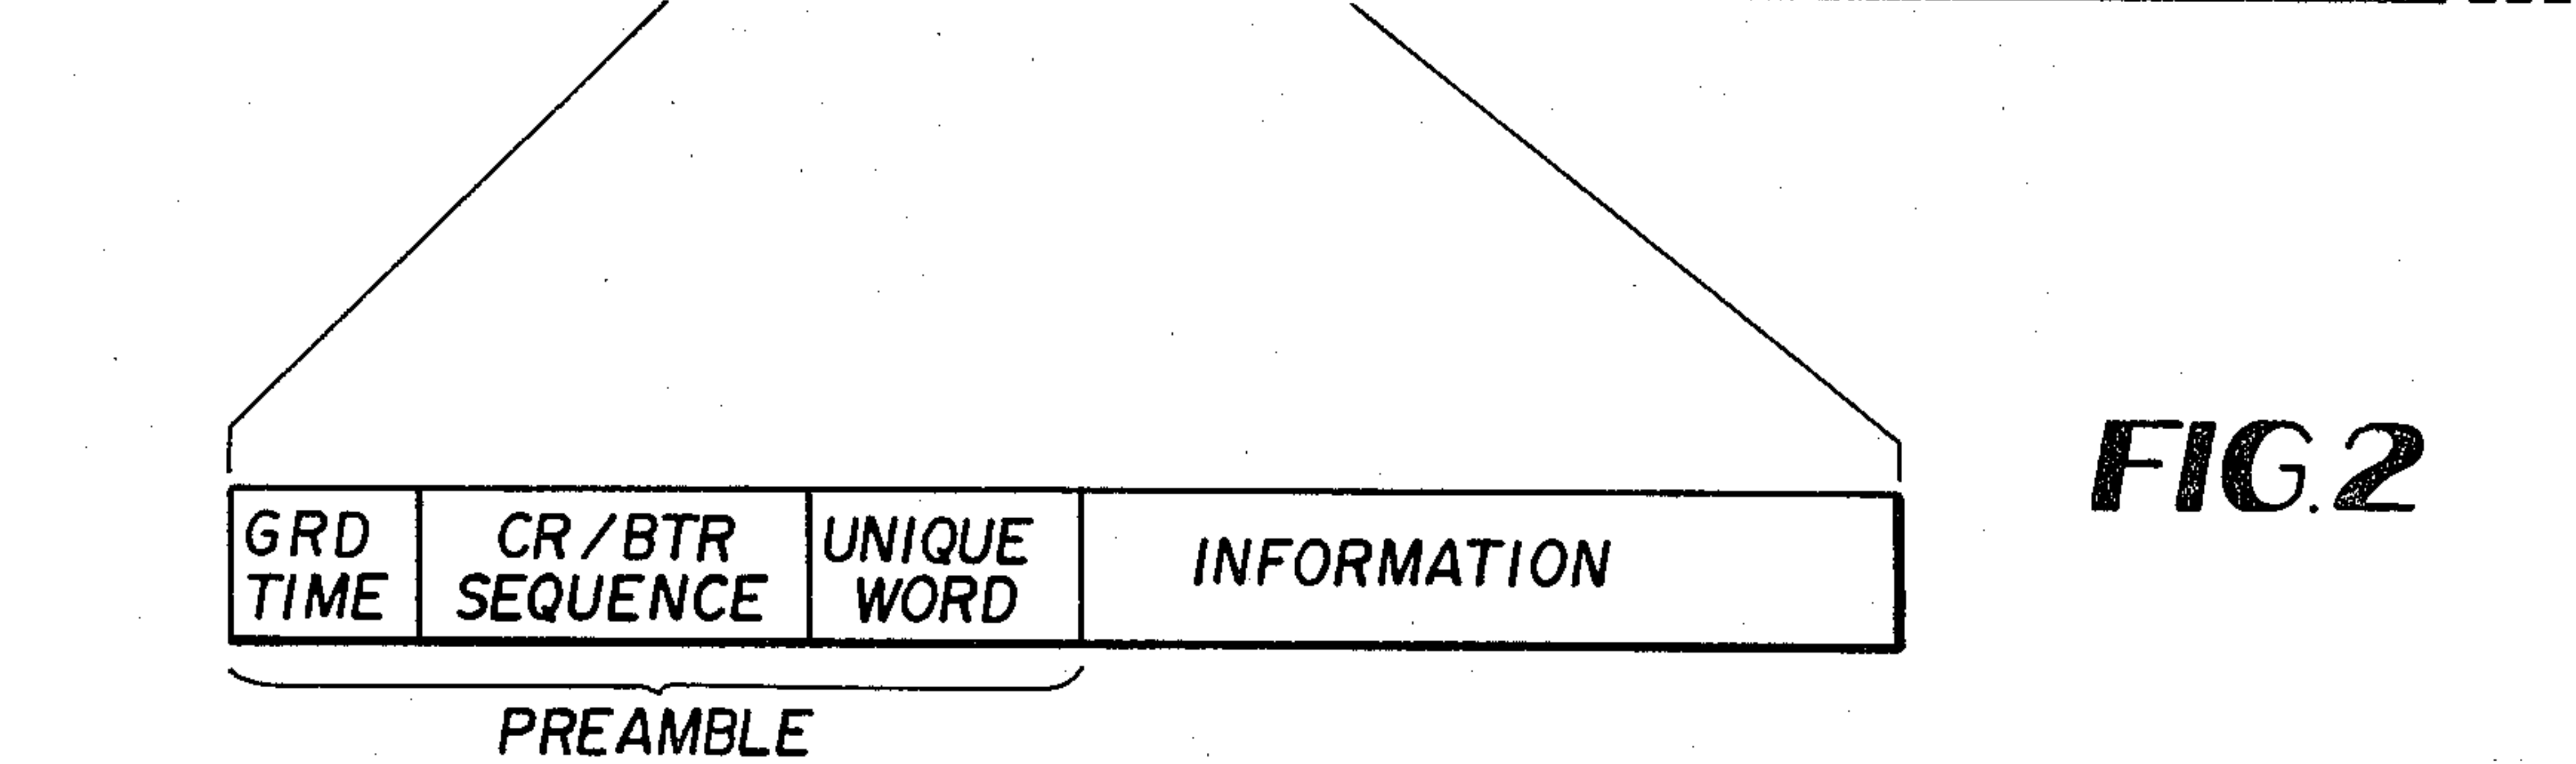 GRD
TIME
CR/BTR
SEQUENCE
UNIQUE
WORD
INFORMATION
PREAMBLE
FIG.2